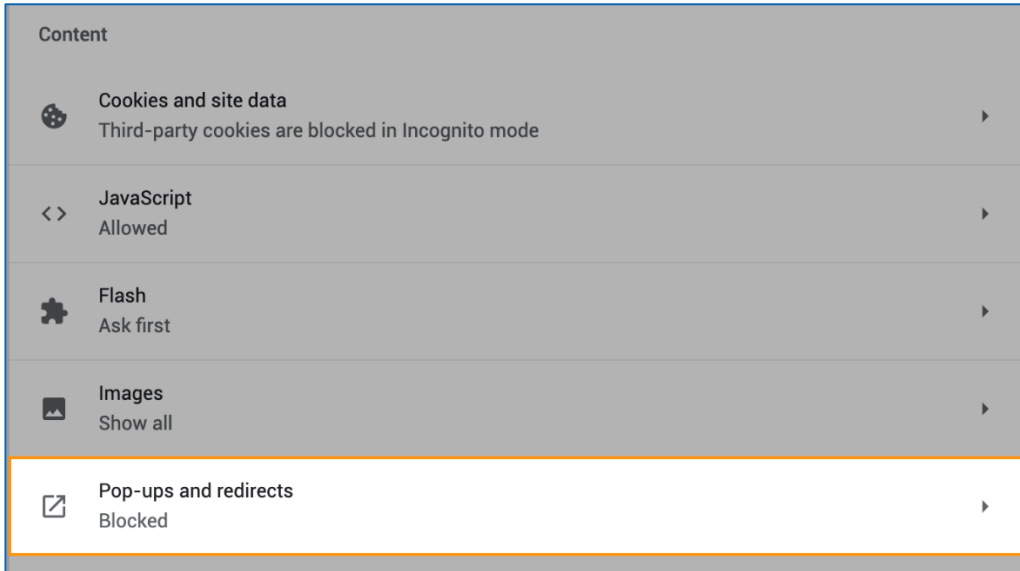 Content
Cookies and site data
Third-party cookies are blocked in Incognito mode
JavaScript
Allowed
Flash
Ask first
Images
Show all
Pop-ups and redirects
Blocked